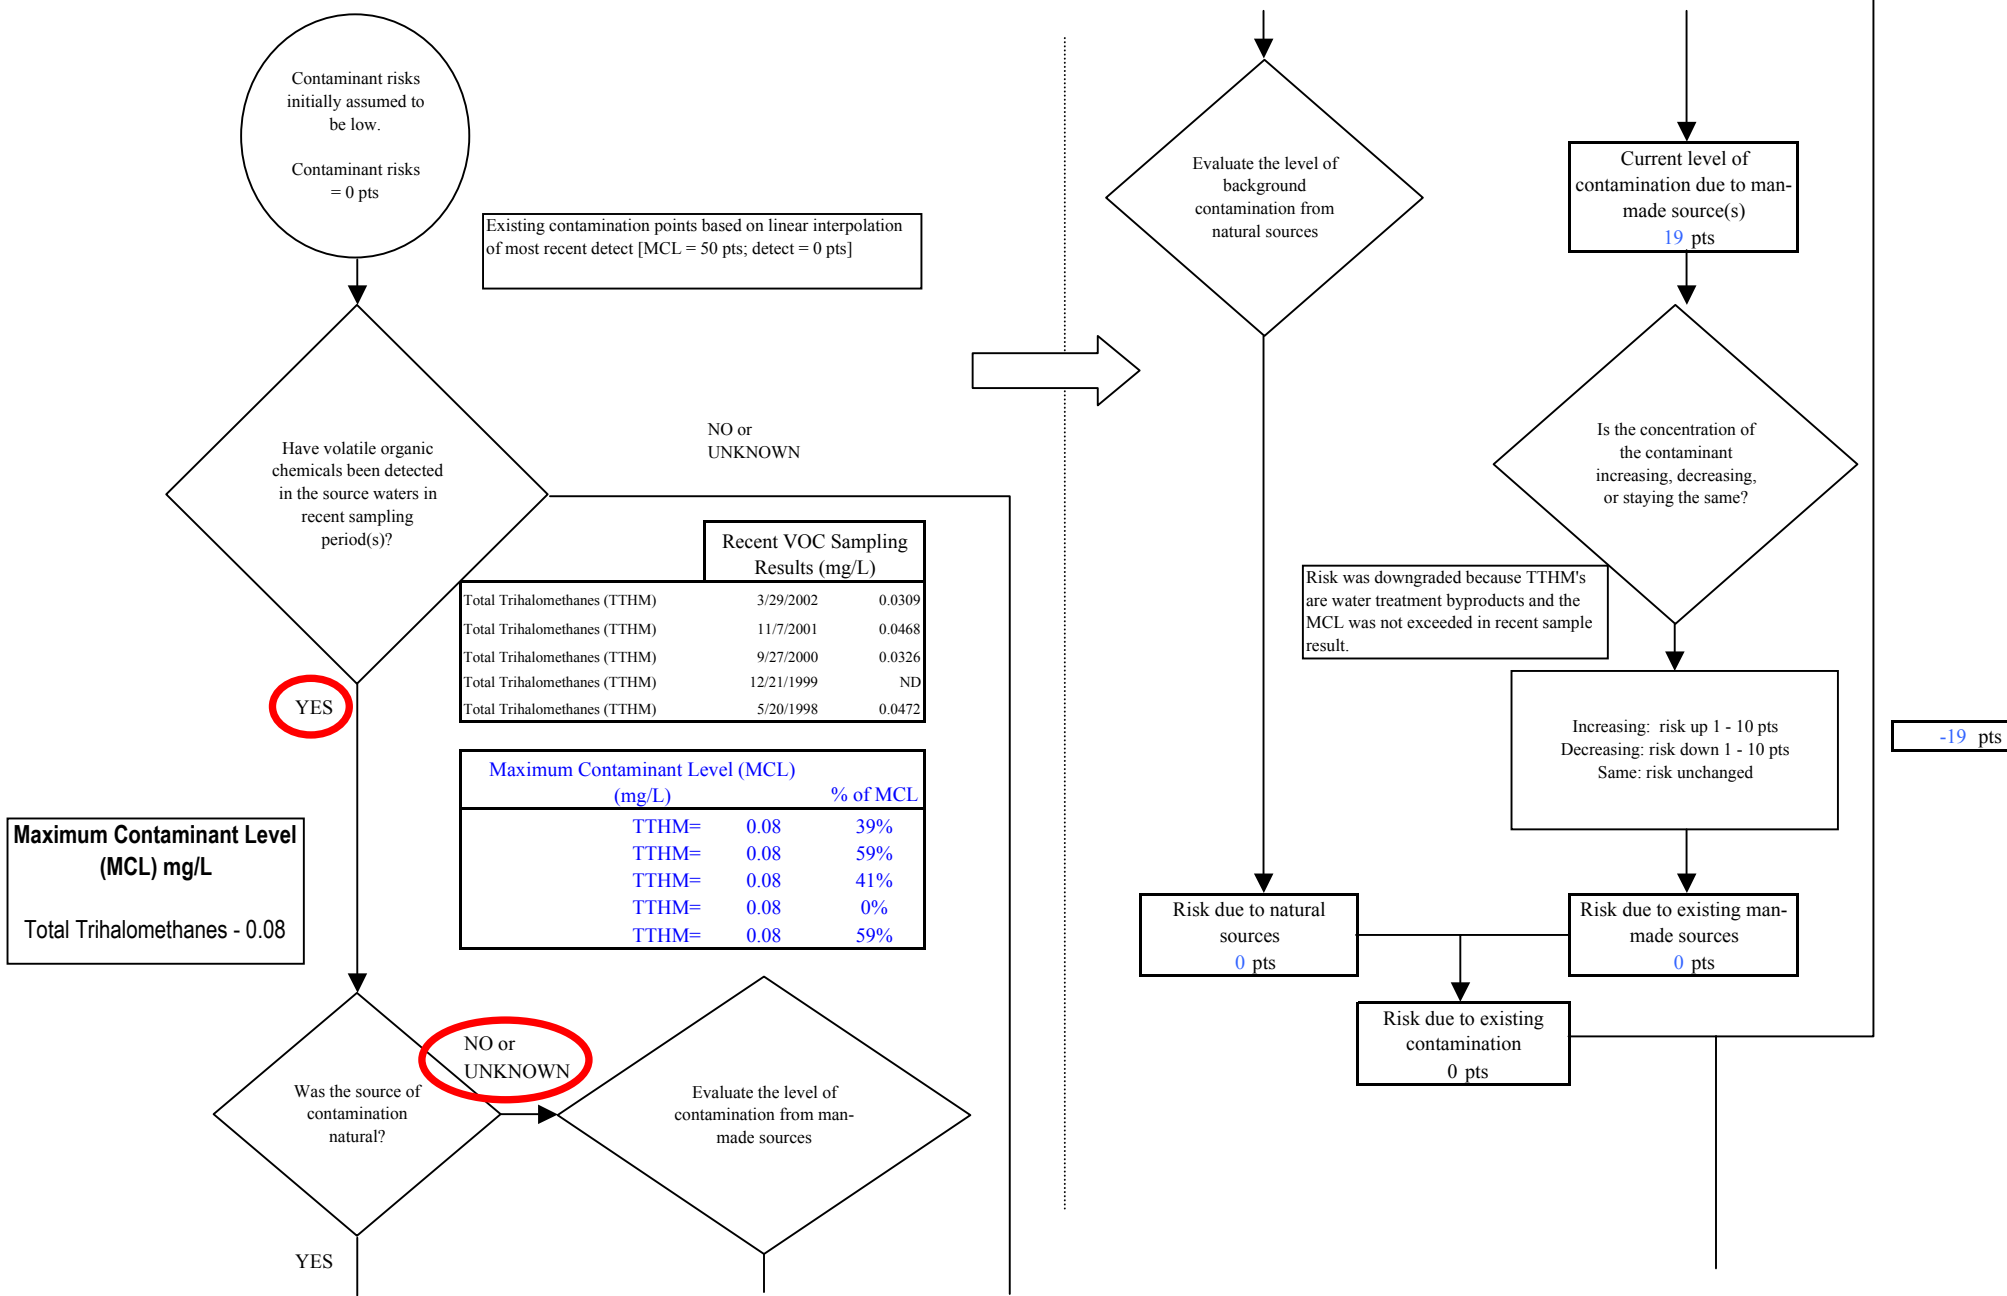 Contaminant risks
initially assumed to
be low.
Contaminant risks
= 0 pts
Existing contamination points based on linear interpolation
of most recent detect [MCL = 50 pts; detect = 0 pts]
Have volatile organic
chemicals been detected
in the source waters in
recent sampling
period(s)?
NO or
UNKNOWN
Recent VOC Sampling
Results (mg/L)
Total Trihalomethanes (TTHM) 3/29/2002 0.0309
Total Trihalomethanes (TTHM) 11/7/2001 0.0468
Total Trihalomethanes (TTHM) 9/27/2000 0.0326
Total Trihalomethanes (TTHM) 12/21/1999 ND
Total Trihalomethanes (TTHM) 5/20/1998 0.0472
YES
Maximum Contaminant Level (MCL)
(mg/L) % of MCL
TTHM= 0.08 39%
TTHM= 0.08 59%
TTHM= 0.08 41%
TTHM= 0.08 0%
TTHM= 0.08 59%
Maximum Contaminant Level
(MCL) mg/L
Total Trihalomethanes - 0.08
Was the source of
contamination
natural?
NO or
UNKNOWN
Evaluate the level of
contamination from man-
made sources
YES
Evaluate the level of
background
contamination from
natural sources
Current level of
contamination due to man-
made source(s)
19 pts
Is the concentration of
the contaminant
increasing, decreasing,
or staying the same?
Risk was downgraded because TTHM's
are water treatment byproducts and the
MCL was not exceeded in recent sample
result.
Increasing: risk up 1 - 10 pts
Decreasing: risk down 1 - 10 pts
Same: risk unchanged
-19 pts
Risk due to natural
sources
0 pts
Risk due to existing man-
made sources
0 pts
Risk due to existing
contamination
0 pts